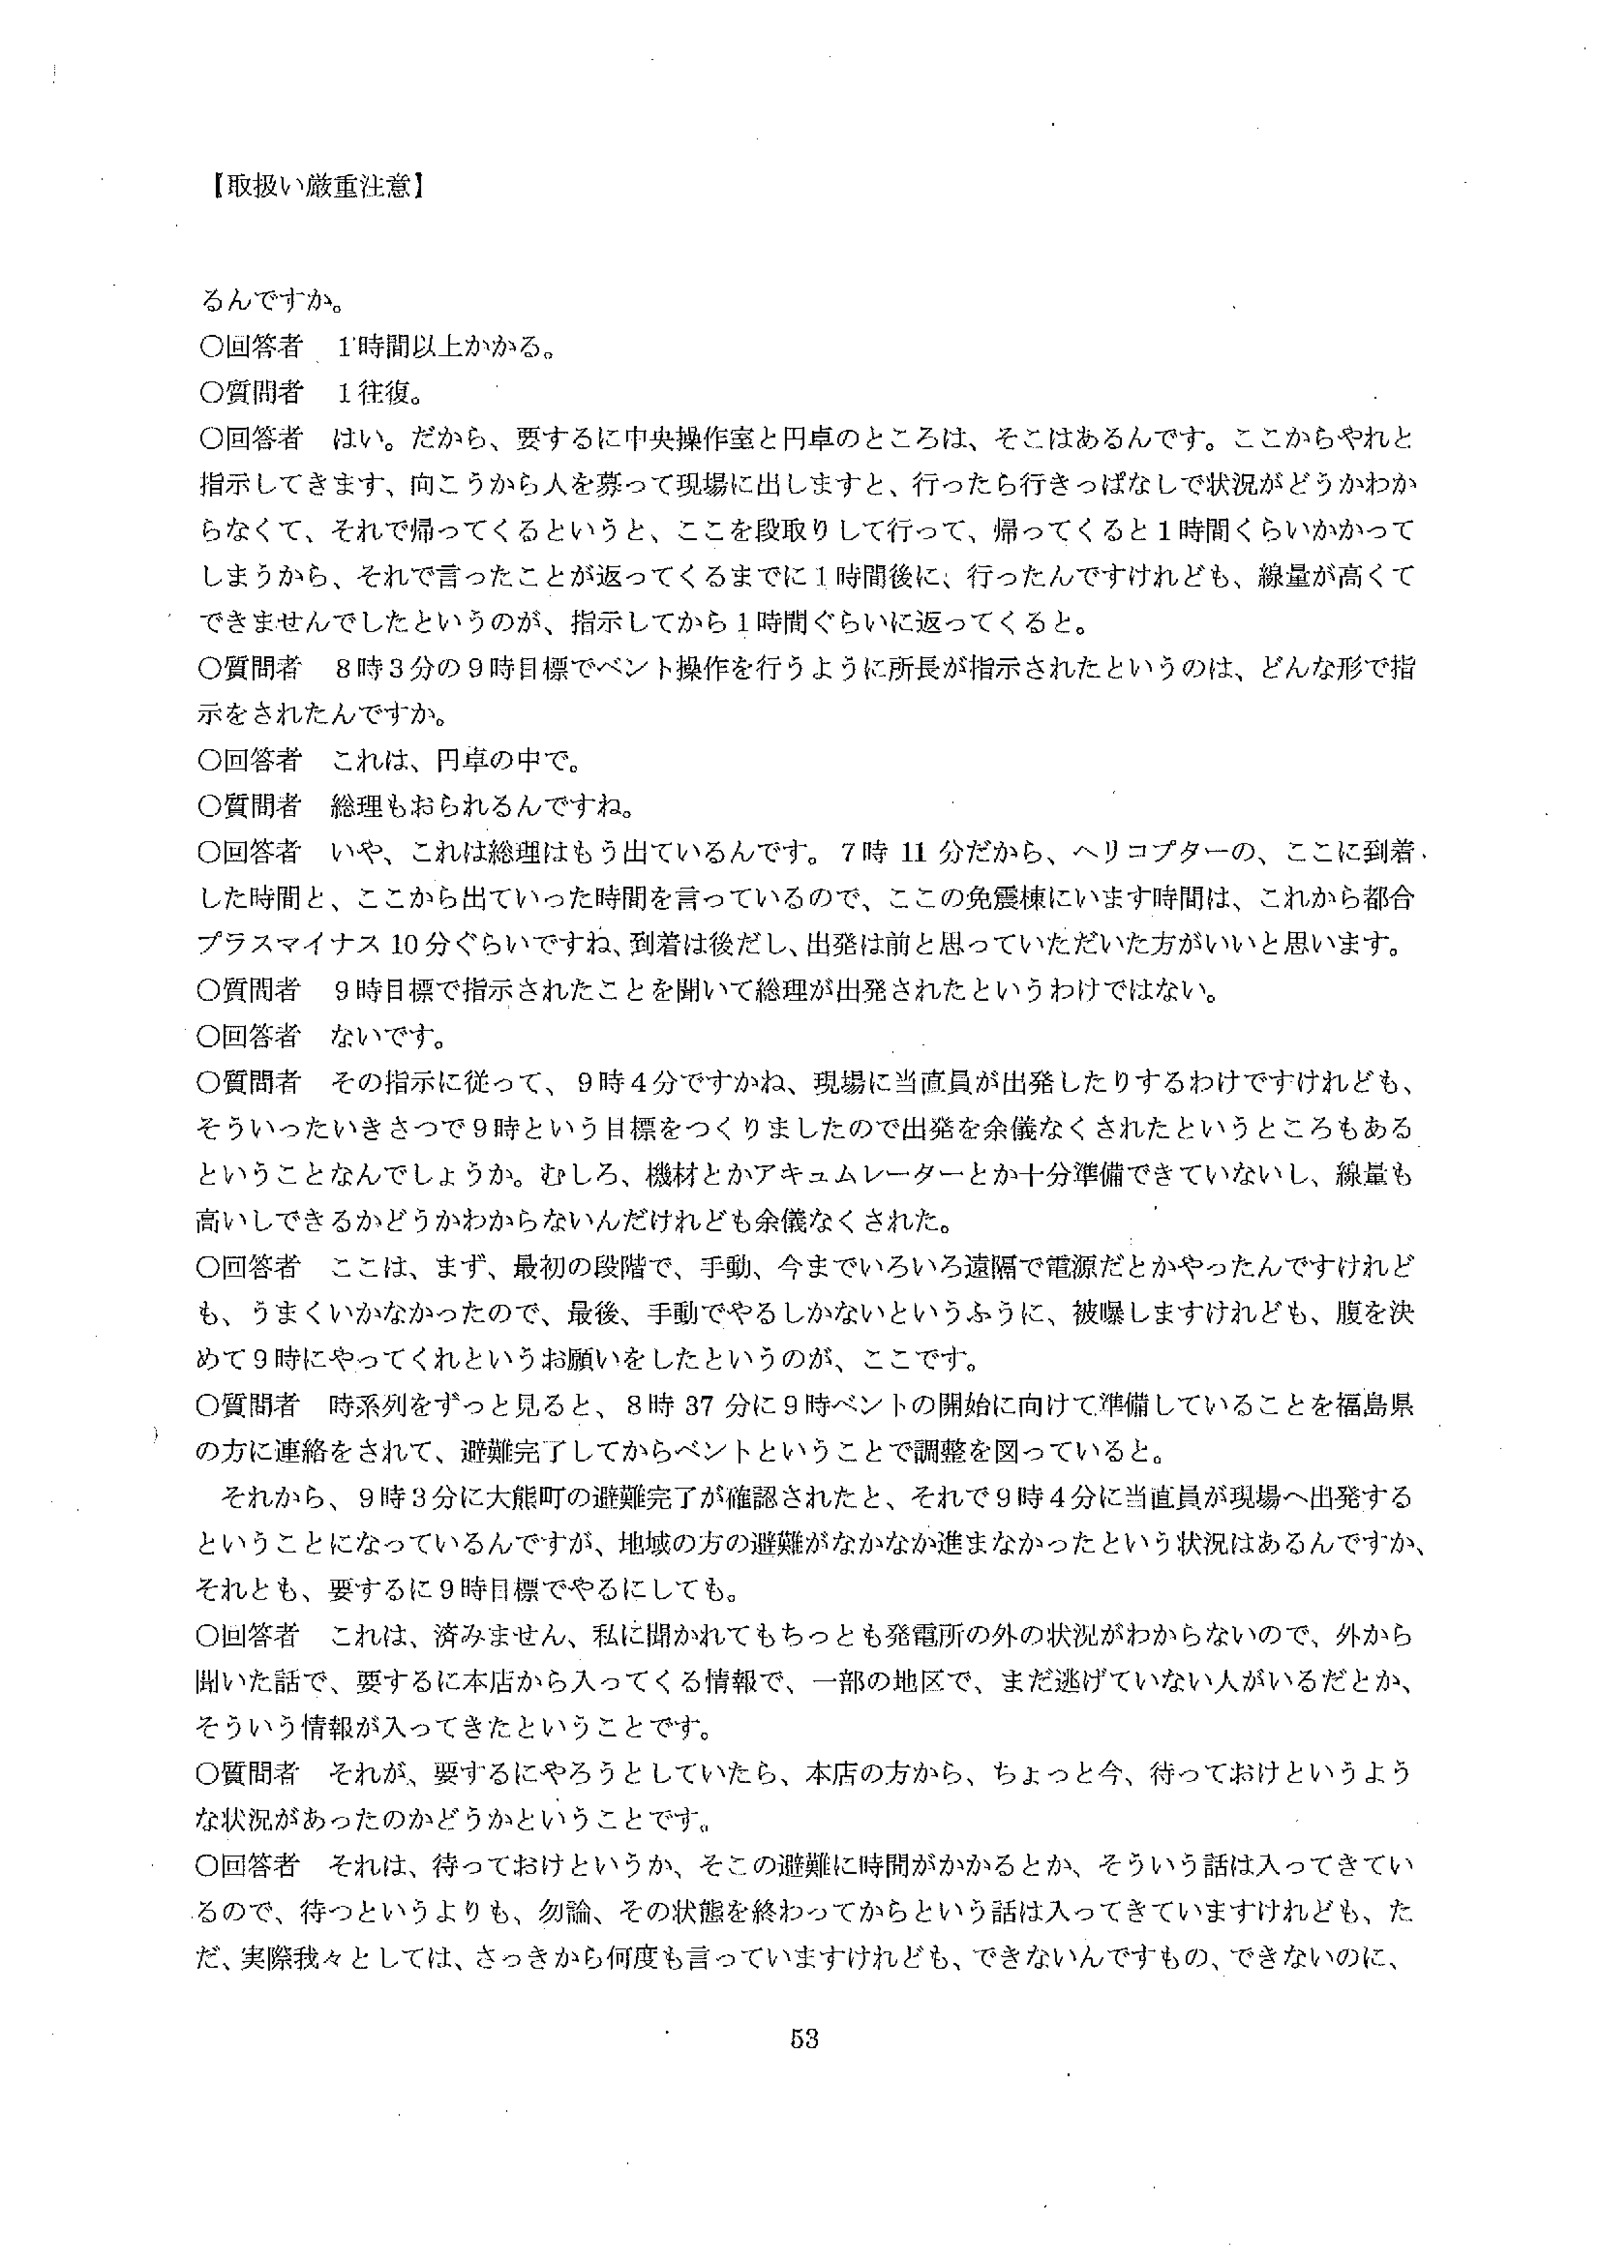 【取扱い厳重注意】
るんですか。
○回答者　1時間以上かかる。
○質問者　1往復。
○回答者　はい。だから、要するに中央操作室と円卓のところは、そこはあるんです。ここからやれと
指示してきます、向こうから人を募って現場に出しますと、行ったら行きっぱなしで状況がどうかわか
らなくて、それで帰ってくるというと、ここを段取りして行って、帰ってくると1時間くらいかかって
しまうから、それで言ったことが返ってくるまでに1時間後に、行ったんですけれども、線量が高くて
できませんでしたというのが、指示してから1時間ぐらいに返ってくると。
○質問者　8時3分の9時目標でベント操作を行うように所長が指示されたというのは、どんな形で指
示をされたんですか。
○回答者　これは、円卓の中で。
○質問者　総理もおられるんですね。
○回答者　いや、これは総理はもう出ているんです。7時 11 分だから、ヘリコプターの、ここに到着
した時間と、ここから出ていった時間を言っているので、ここの免震棟にいます時間は、これから都合
プラスマイナス 10 分ぐらいですね、到着は後だし、出発は前と思っていただいた方がいいと思います。
○質問者　9時目標で指示されたことを聞いて総理が出発されたというわけではない。
○回答者　ないです。
○質問者　その指示に従って、9時4分ですかね、現場に当直員が出発したりするわけですけれども、
そういったいきさつで9時という目標をつくりましたので出発を余儀なくされたというところもある
ということなんでしょうか。むしろ、機材とかアキュムレーターとか十分準備できていないし、線量も
高いしできるかどうかわからないんだけれども余儀なくされた。
○回答者　ここは、まず、最初の段階で、手動、今までいろいろ遠隔で電源だとかやったんですけれど
も、うまくいかなかったので、最後、手動でやるしかないというふうに、被曝しますけれども、腹を決
めて9時にやってくれというお願いをしたというのが、ここです。
○質問者　時系列をずっと見ると、8時 37 分に9時ベントの開始に向けて準備していることを福島県
の方に連絡をされて、避難完了してからベントということで調整を図っていると。
　それから、9時3分に大熊町の避難完了が確認されたと、それで9時4分に当直員が現場へ出発する
ということになっているんですが、地域の方の避難がなかなか進まなかったという状況はあるんですか、
それとも、要するに9時目標でやるにしても。
○回答者　これは、済みません、私に聞かれてもちっとも発電所の外の状況がわからないので、外から
聞いた話で、要するに本店から入ってくる情報で、一部の地区で、まだ逃げていない人がいるだとか、
そういう情報が入ってきたということです。
○質問者　それが、要するにやろうとしていたら、本店の方から、ちょっと今、待っておけというよう
な状況があったのかどうかということです。
○回答者　それは、待っておけというか、そこの避難に時間がかかるとか、そういう話は入ってきてい
るので、待つというよりも、勿論、その状態を終わってからという話は入ってきていますけれども、た
だ、実際我々としては、さっきから何度も言っていますけれども、できないんですもの、できないのに、
53